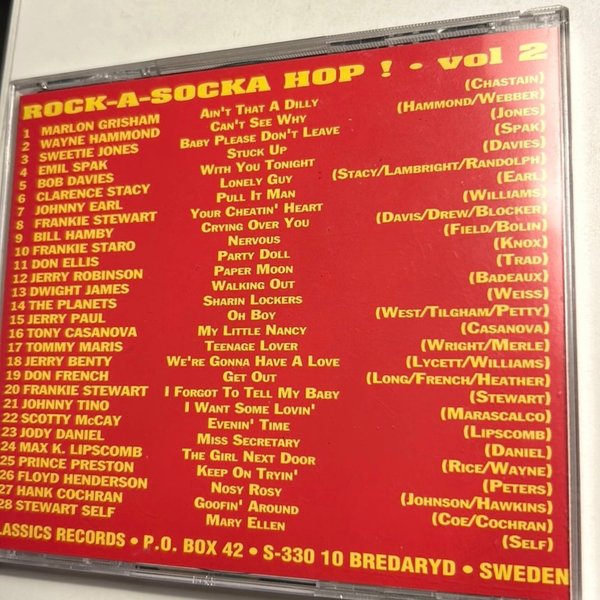 ROCK-A-SOCKA HOP ! • vol 2
1 MARLON GRISHAM AIN'T THAT A DILLY (CHASTAIN)
2 WAYNE HAMMOND CAN'T SEE WHY (HAMMOND/WEBBER)
3 SWEETIE JONES BABY PLEASE DON'T LEAVE (JONES)
4 EMIL SPAK STUCK UP (SPAK)
5 BOB DAVIES WITH YOU TONIGHT (DAVIES)
6 CLARENCE STACY LONELY GUY (STACY/LAMBRIGHT/RANDOLPH)
7 JOHNNY EARL PULL IT MAN (EARL)
8 FRANKIE STEWART YOUR CHEATIN' HEART (WILLIAMS)
9 BILL HAMBY CRYING OVER YOU (DAVIS/DREW/BLOCKER)
10 FRANKIE STARO NERVOUS (FIELD/BOLIN)
11 DON ELLIS PARTY DOLL (KNOX)
12 JERRY ROBINSON PAPER MOON (TRAD)
13 DWIGHT JAMES WALKING OUT (BADEAUX)
14 THE PLANETS SHARIN LOCKERS (WEISS)
15 JERRY PAUL OH BOY (WEST/TILGHAM/PETTY)
16 TONY CASANOVA MY LITTLE NANCY (CASANOVA)
17 TOMMY MARIS TEENAGE LOVER (WRIGHT/MERLE)
18 JERRY BENTY WE'RE GONNA HAVE A LOVE (LYCETT/WILLIAMS)
19 DON FRENCH GET OUT (LONG/FRENCH/HEATHER)
20 FRANKIE STEWART I FORGOT TO TELL MY BABY (STEWART)
21 JOHNNY TINO I WANT SOME LOVIN' (MARASCALCO)
22 SCOTTY McCAY EVENIN' TIME (LIPSCOMB)
23 JODY DANIEL MISS SECRETARY (DANIEL)
24 MAX K. LIPSCOMB THE GIRL NEXT DOOR (RICE/WAYNE)
25 PRINCE PRESTON KEEP ON TRYIN' (PETERS)
26 FLOYD HENDERSON NOSY ROSY (JOHNSON/HAWKINS)
27 HANK COCHRAN GOOFIN' AROUND (COE/COCHRAN)
28 STEWART SELF MARY ELLEN (SELF)
LASSICS RECORDS • P.O. BOX 42 • S-330 10 BREDARYD • SWEDEN